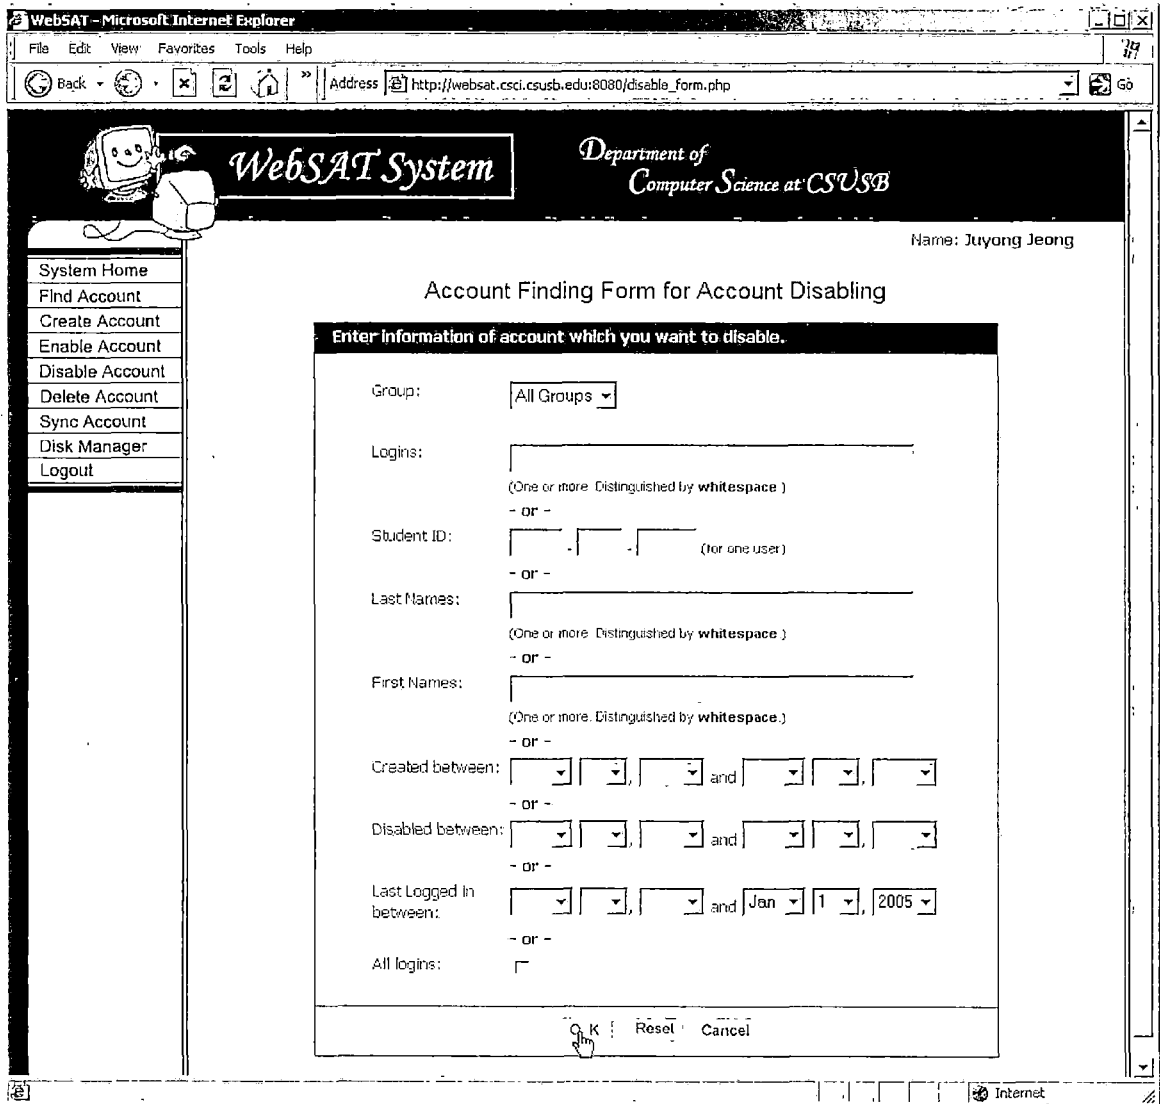 WebSAT - Microsoft Internet Explorer
File Edit View Favorites Tools Help
Back » Address http://websat.csci.csusb.edu:8080/disable_form.php Go
WebSAT System
Department of
Computer Science at CSUSB
Name: Juyong Jeong
System Home
Find Account
Create Account
Enable Account
Disable Account
Delete Account
Sync Account
Disk Manager
Logout
Account Finding Form for Account Disabling
Enter information of account which you want to disable.
Group: All Groups
Logins:
(One or more. Distinguished by whitespace.)
- or -
Student ID: - - (for one user)
- or -
Last Names:
(One or more. Distinguished by whitespace.)
- or -
First Names:
(One or more. Distinguished by whitespace.)
- or -
Created between: , and ,
- or -
Disabled between: , and ,
- or -
Last Logged In
between: , and Jan 1 , 2005
- or -
All logins:
O K Reset Cancel
Internet